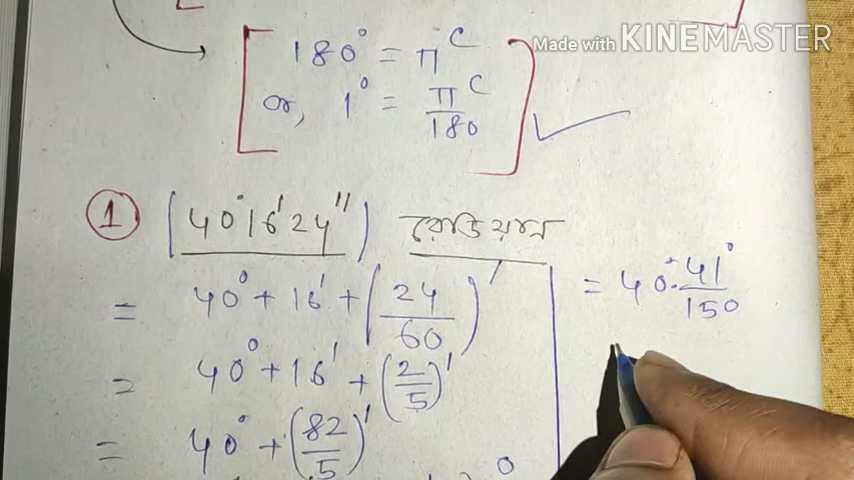 Made with KINEMASTER
180° = π^C
or, 1° = π/180^C
① (40°16'24") রেডিয়ান
= 40° + 16' + (24/60)'
= 40° + 16' + (2/5)'
= 40° + (82/5)'
= 40° 41/150°